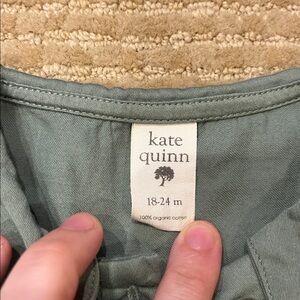 kate
quinn
18-24 m
100% organic cotton